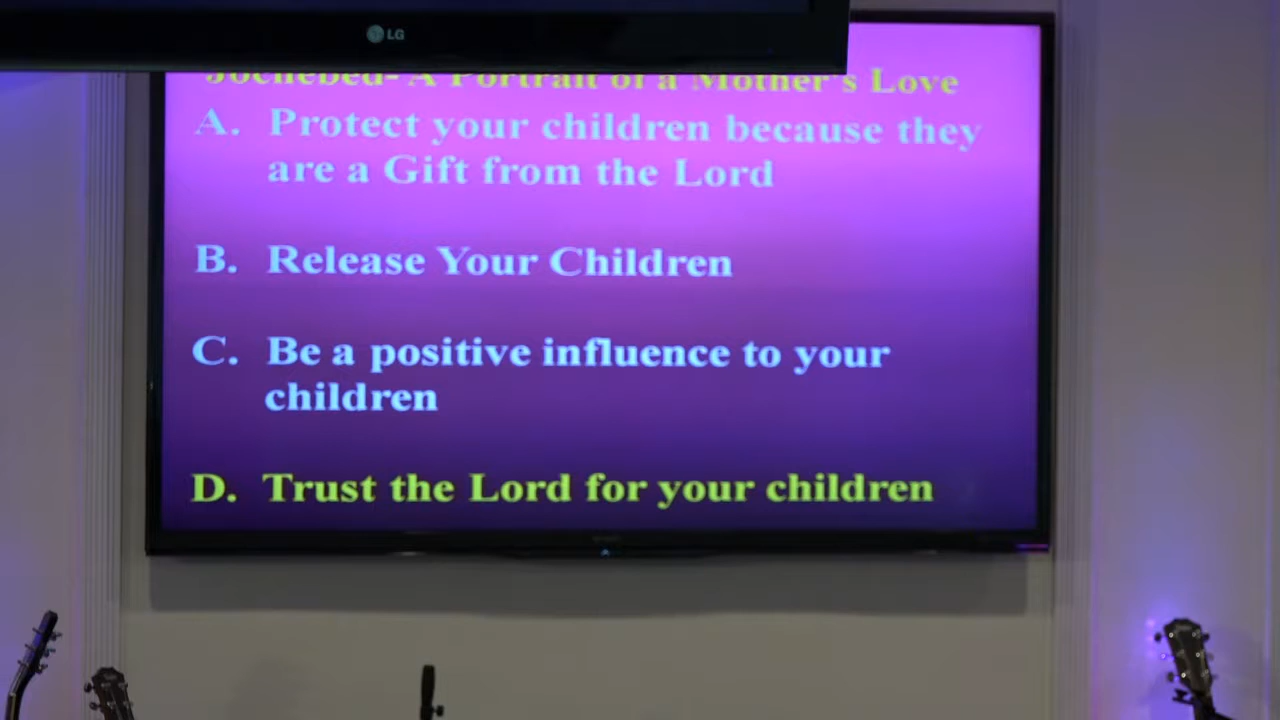 LG
Jochebed- A Portrait of a Mother's Love
A. Protect your children because they
are a Gift from the Lord
B. Release Your Children
C. Be a positive influence to your
children
D. Trust the Lord for your children